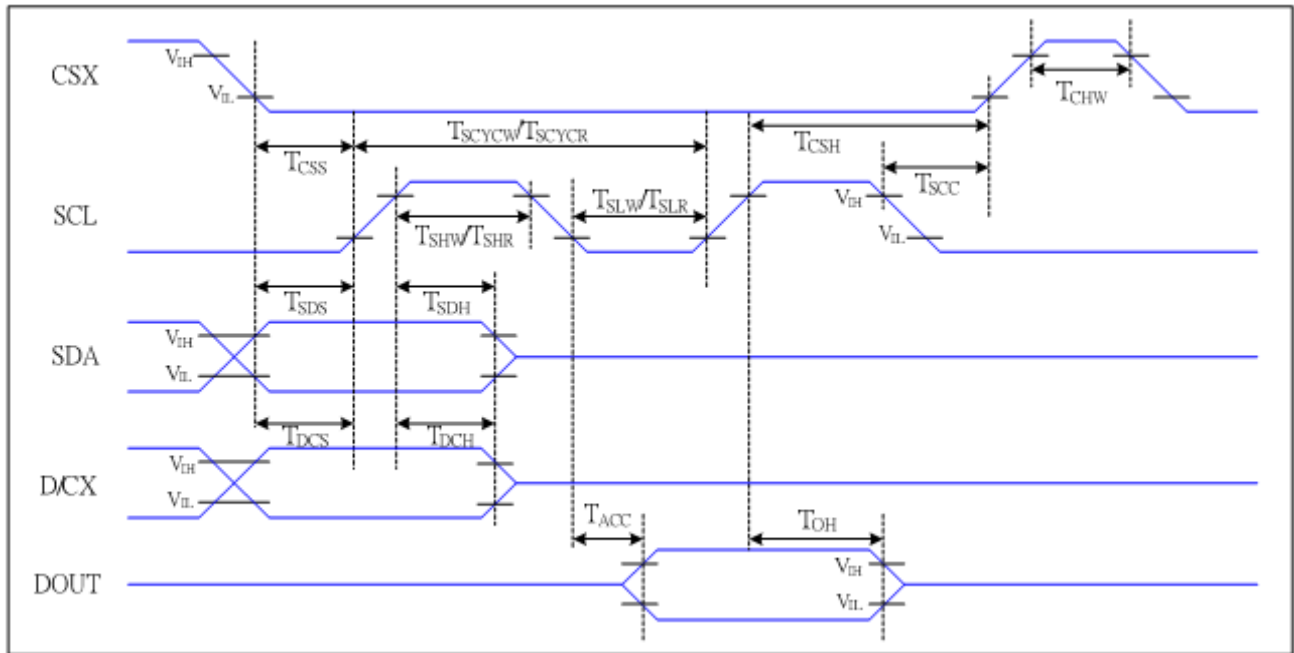 CSX
VIH
VIL
TCHW
TSCYCW/TSCYCR
TCSH
TCSS
TSCC
SCL
TSHW/TSHR
TSLW/TSLR
VIH
VIL
TSDS
TSDH
SDA
VIH
VIL
TDCS
TDCH
D/CX
VIH
VIL
TACC
TOH
DOUT
VIH
VIL